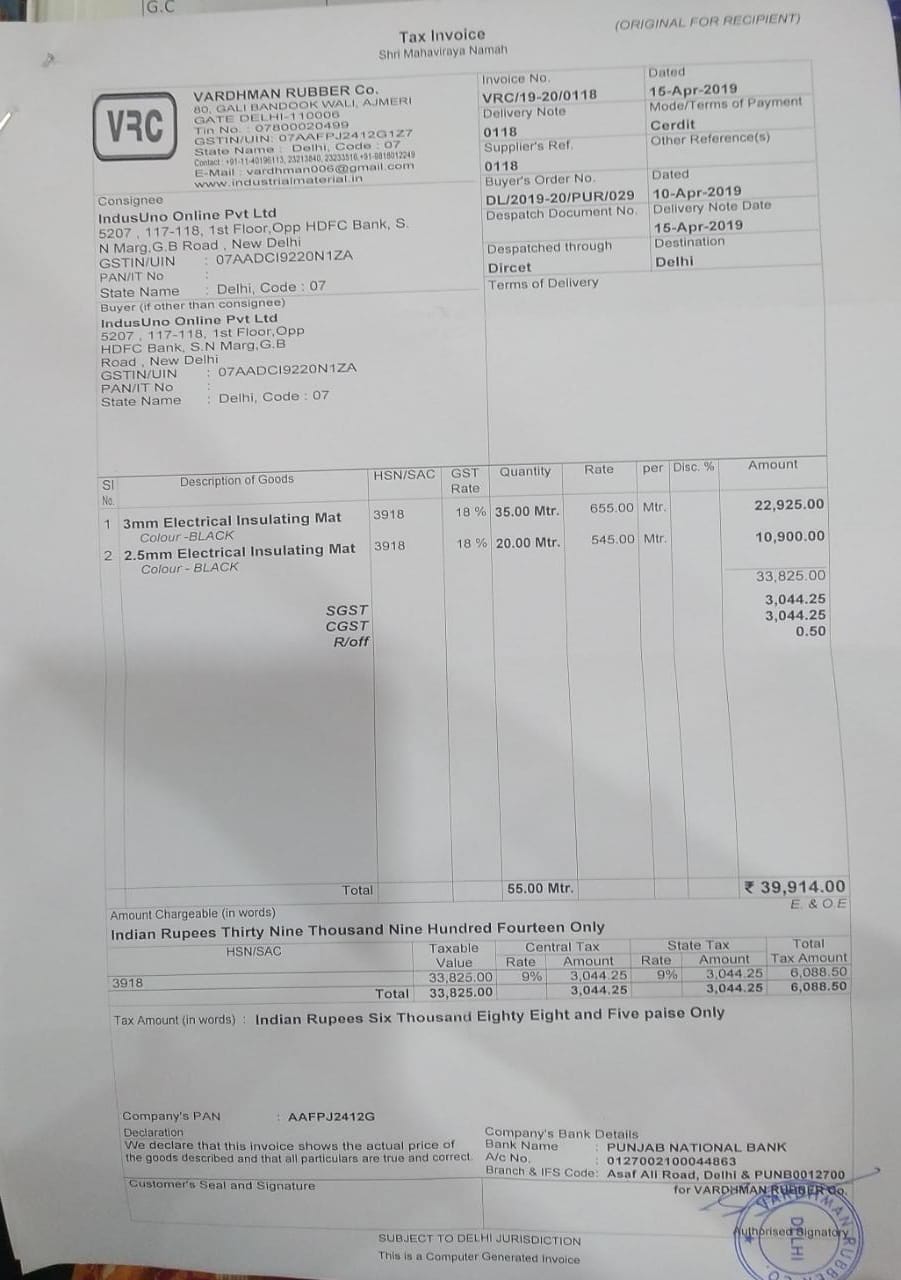 G.C
(ORIGINAL FOR RECIPIENT)
Tax Invoice
Shri Mahaviraya Namah
VRC
VARDHMAN RUBBER Co.
80, GALI BANDOOK WALI, AJMERI
GATE DELHI-110006
Tin No. : 07800020499
GSTIN/UIN: 07AAFPJ2412G1Z7
State Name : Delhi, Code : 07
Contact : +91-11-40196113, 23213840, 23233516,+91-9818012249
E-Mail : vardhman006@gmail.com
www.industrialmaterial.in
Invoice No. Dated
VRC/19-20/0118 15-Apr-2019
Delivery Note Mode/Terms of Payment
0118 Cerdit
Supplier's Ref. Other Reference(s)
0118
Buyer's Order No. Dated
DL/2019-20/PUR/029 10-Apr-2019
Despatch Document No. Delivery Note Date
15-Apr-2019
Despatched through Destination
Dircet Delhi
Terms of Delivery
Consignee
IndusUno Online Pvt Ltd
5207 , 117-118, 1st Floor,Opp HDFC Bank, S.
N Marg,G.B Road , New Delhi
GSTIN/UIN : 07AADCI9220N1ZA
PAN/IT No :
State Name : Delhi, Code : 07
Buyer (if other than consignee)
IndusUno Online Pvt Ltd
5207 , 117-118, 1st Floor,Opp
HDFC Bank, S.N Marg,G.B
Road , New Delhi
GSTIN/UIN : 07AADCI9220N1ZA
PAN/IT No :
State Name : Delhi, Code : 07
Sl No. Description of Goods HSN/SAC GST Rate Quantity Rate per Disc. % Amount
1 3mm Electrical Insulating Mat 3918 18 % 35.00 Mtr. 655.00 Mtr. 22,925.00
Colour -BLACK
2 2.5mm Electrical Insulating Mat 3918 18 % 20.00 Mtr. 545.00 Mtr. 10,900.00
Colour - BLACK
33,825.00
SGST 3,044.25
CGST 3,044.25
R/off 0.50
Total 55.00 Mtr. ₹ 39,914.00
E. & O.E
Amount Chargeable (in words)
Indian Rupees Thirty Nine Thousand Nine Hundred Fourteen Only
HSN/SAC Taxable Central Tax State Tax Total
Value Rate Amount Rate Amount Tax Amount
3918 33,825.00 9% 3,044.25 9% 3,044.25 6,088.50
Total 33,825.00 3,044.25 3,044.25 6,088.50
Tax Amount (in words) : Indian Rupees Six Thousand Eighty Eight and Five paise Only
Company's PAN : AAFPJ2412G
Declaration
We declare that this invoice shows the actual price of
the goods described and that all particulars are true and correct.
Company's Bank Details
Bank Name : PUNJAB NATIONAL BANK
A/c No. : 0127002100044863
Branch & IFS Code: Asaf Ali Road, Delhi & PUNB0012700
Customer's Seal and Signature
for VARDHMAN RUBBER Co.
Authorised Signatory
VARDHMAN RUBBER CO.
DELHI
SUBJECT TO DELHI JURISDICTION
This is a Computer Generated Invoice